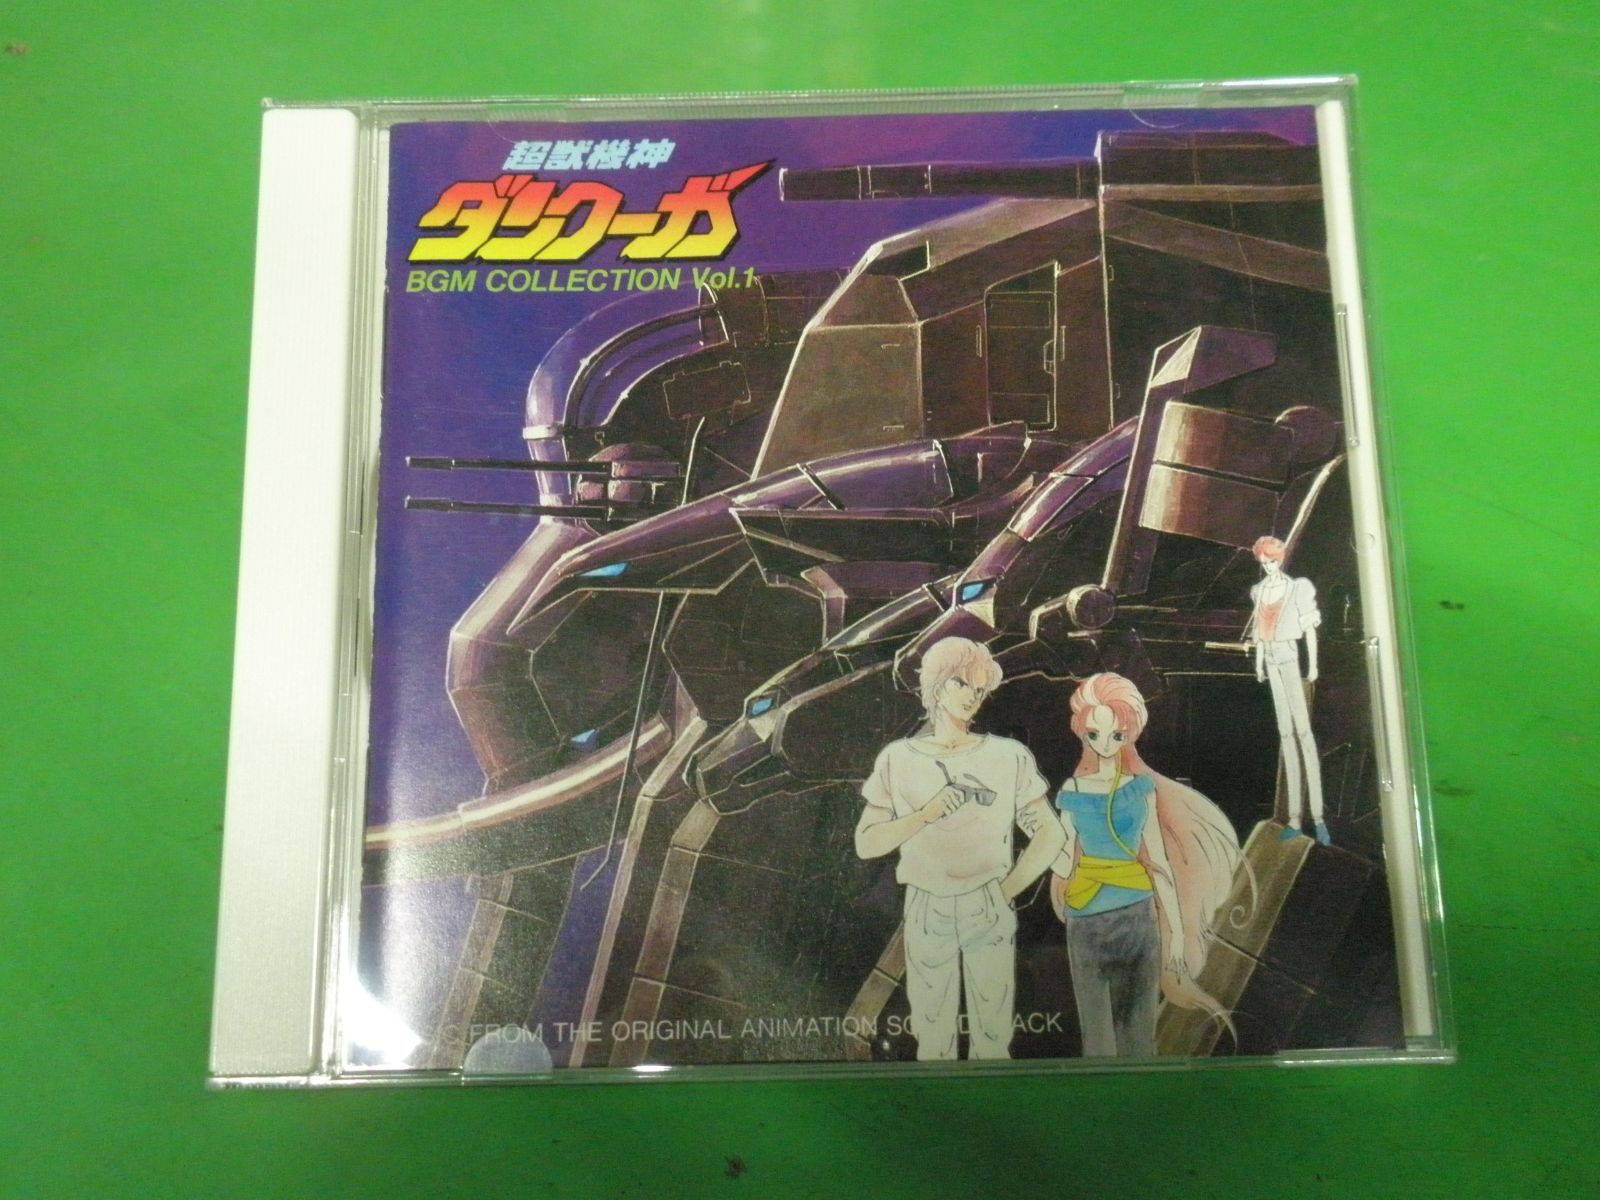 超獣機神
ダンクーガ
BGM COLLECTION Vol.1
FROM THE ORIGINAL ANIMATION